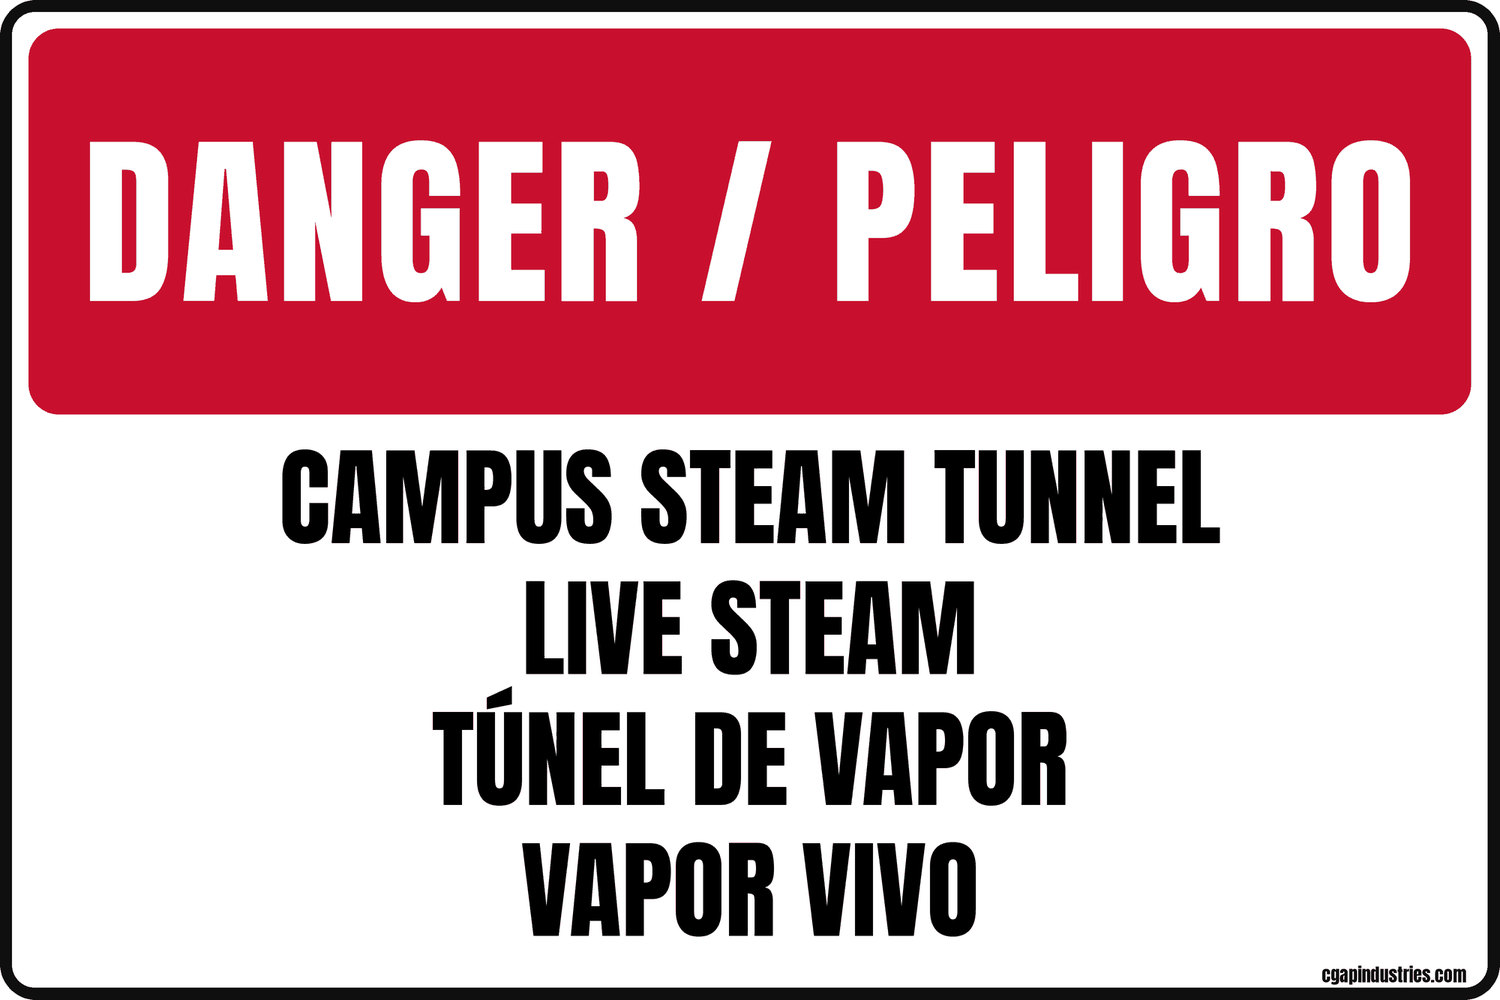 DANGER / PELIGRO
CAMPUS STEAM TUNNEL
LIVE STEAM
TÚNEL DE VAPOR
VAPOR VIVO
cgapindustries.com